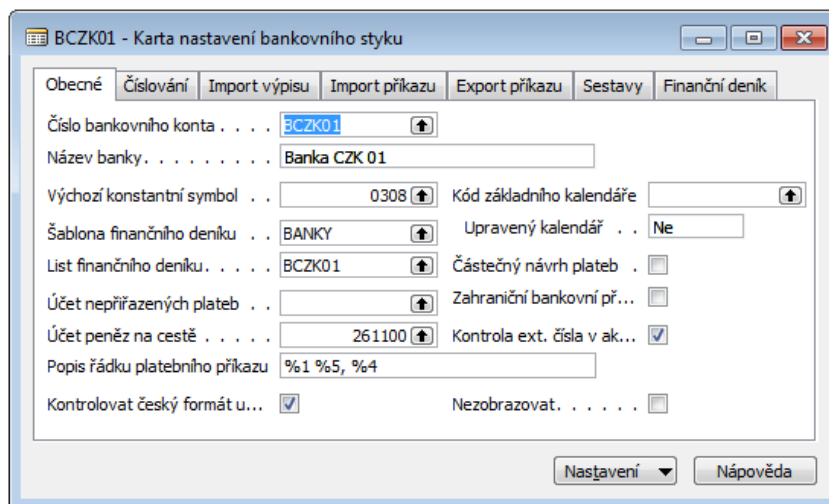 BCZK01 - Karta nastavení bankovního styku
Obecné Číslování Import výpisu Import příkazu Export příkazu Sestavy Finanční deník
Číslo bankovního konta . . . . BCZK01
Název banky. . . . . . . . . Banka CZK 01
Výchozí konstantní symbol . . 0308 Kód základního kalendáře
Šablona finančního deníku . . BANKY Upravený kalendář . . Ne
List finančního deníku. . . . . BCZK01 Částečný návrh plateb .
Účet nepřiřazených plateb . . Zahraniční bankovní př...
Účet peněz na cestě . . . . . 261100 Kontrola ext. čísla v ak...
Popis řádku platebního příkazu %1 %5, %4
Kontrolovat český formát u... Nezobrazovat. . . . . .
Nastavení Nápověda